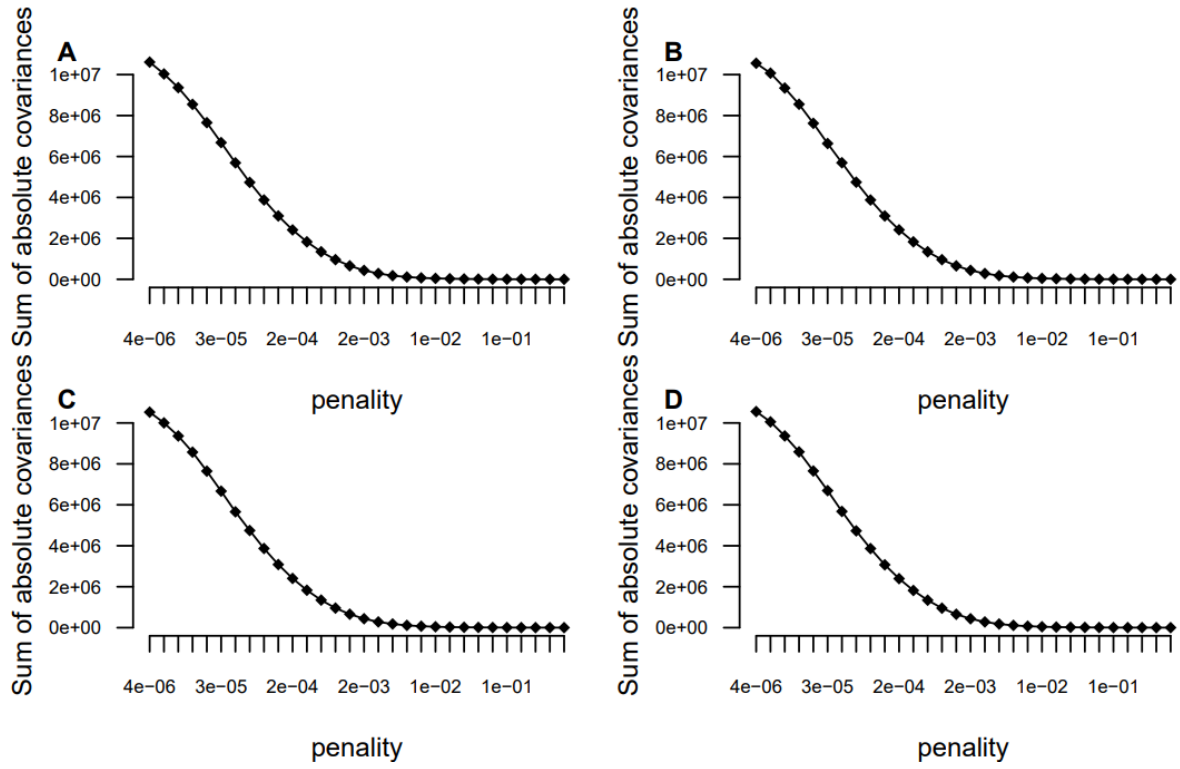 A
Sum of absolute covariances
1e+07
8e+06
6e+06
4e+06
2e+06
0e+00
4e−06 3e−05 2e−04 2e−03 1e−02 1e−01
penality
B
Sum of absolute covariances
1e+07
8e+06
6e+06
4e+06
2e+06
0e+00
4e−06 3e−05 2e−04 2e−03 1e−02 1e−01
penality
C
Sum of absolute covariances
1e+07
8e+06
6e+06
4e+06
2e+06
0e+00
4e−06 3e−05 2e−04 2e−03 1e−02 1e−01
penality
D
Sum of absolute covariances
1e+07
8e+06
6e+06
4e+06
2e+06
0e+00
4e−06 3e−05 2e−04 2e−03 1e−02 1e−01
penality